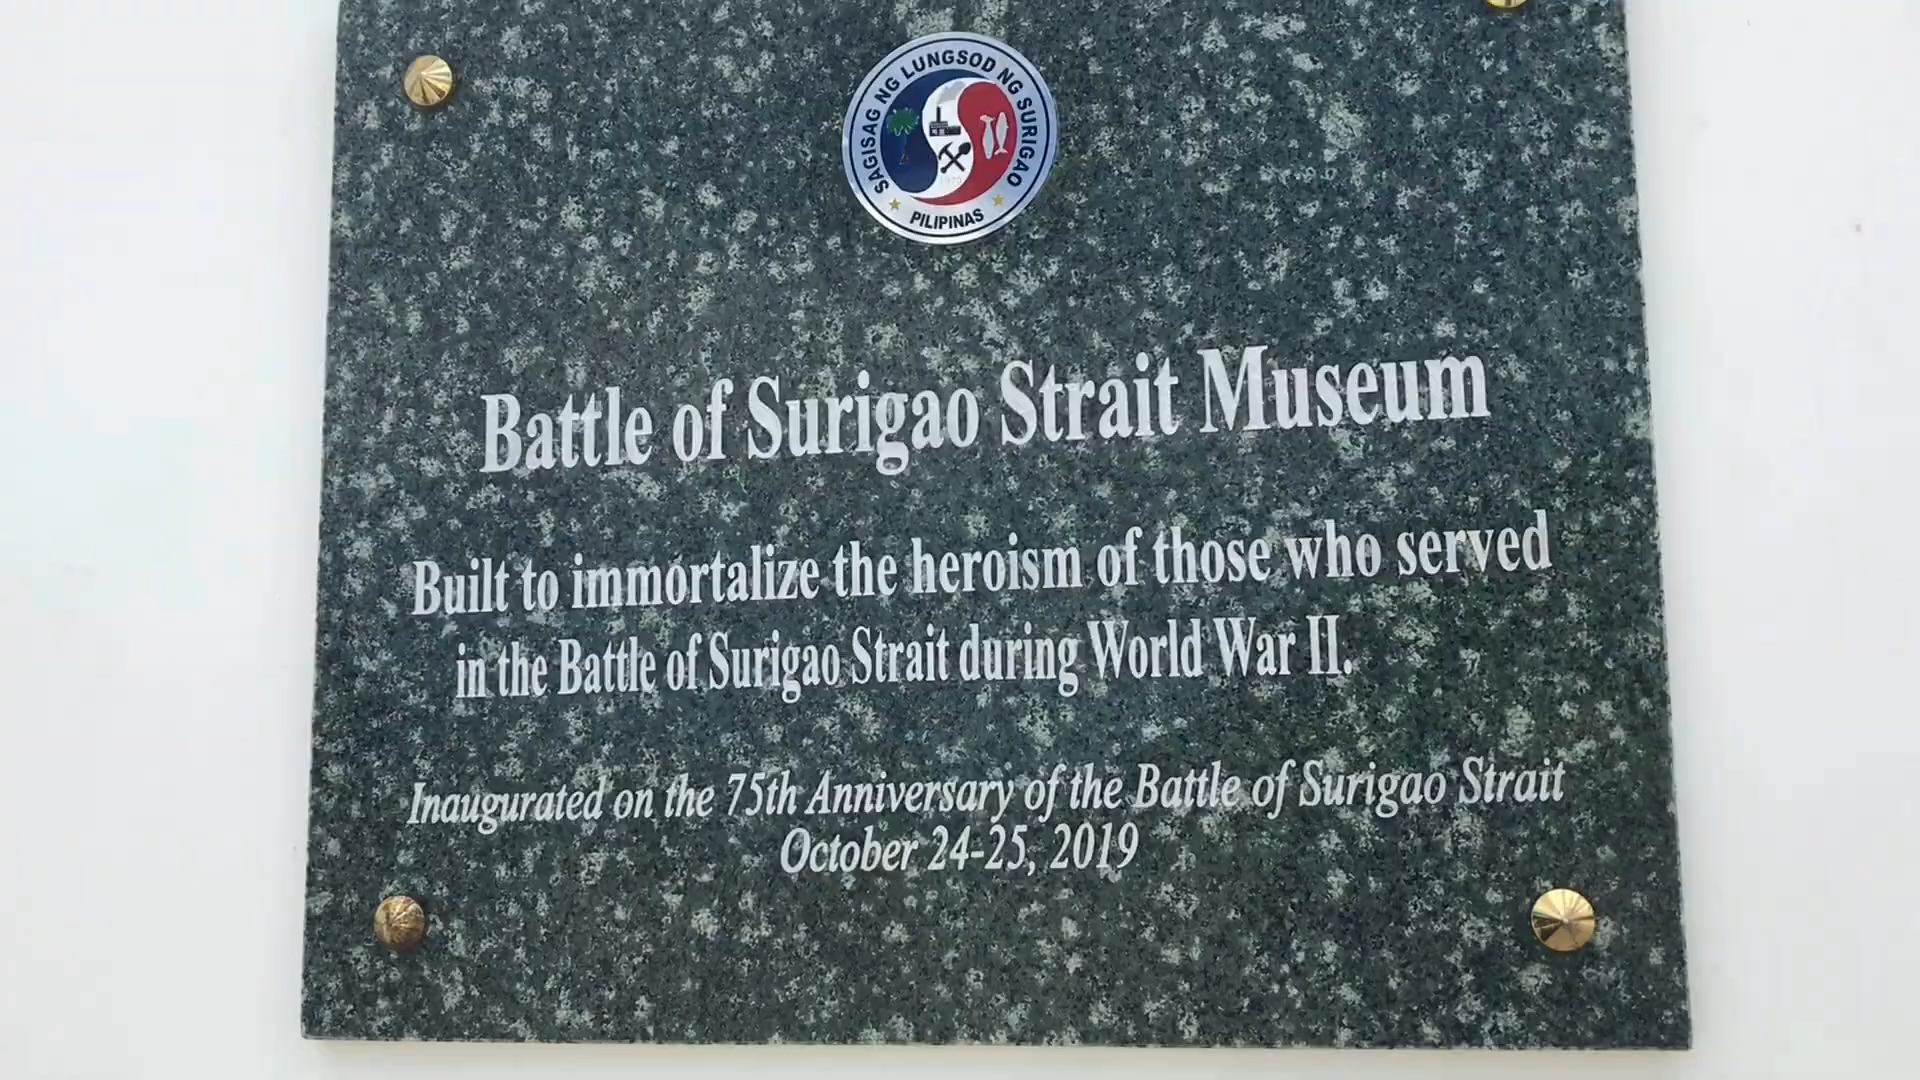 SAGISAG NG LUNGSOD NG SURIGAO
PILIPINAS
Battle of Surigao Strait Museum
Built to immortalize the heroism of those who served
in the Battle of Surigao Strait during World War II.
Inaugurated on the 75th Anniversary of the Battle of Surigao Strait
October 24-25, 2019